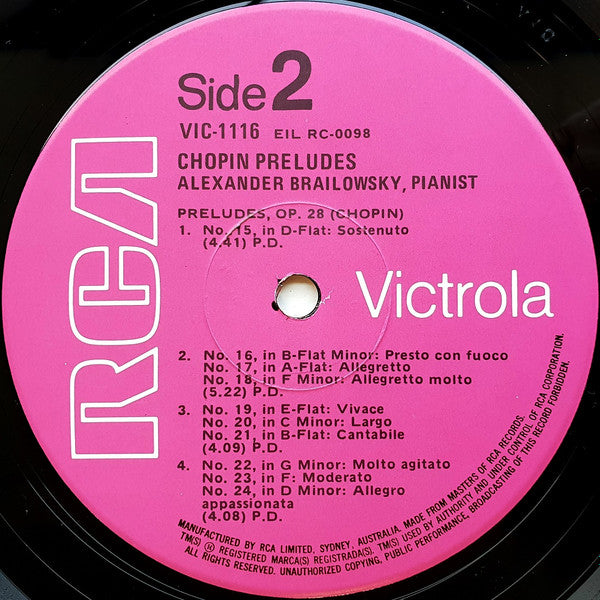 Side 2
VIC-1116 EIL RC-0098
CHOPIN PRELUDES
ALEXANDER BRAILOWSKY, PIANIST
PRELUDES, OP. 28 (CHOPIN)
1. No. 15, in D-Flat: Sostenuto
(4.41) P.D.
RCA
Victrola
2. No. 16, in B-Flat Minor: Presto con fuoco
No. 17, in A-Flat: Allegretto
No. 18, in F Minor: Allegretto molto
(5.22) P.D.
3. No. 19, in E-Flat: Vivace
No. 20, in C Minor: Largo
No. 21, in B-Flat: Cantabile
(4.09) P.D.
4. No. 22, in G Minor: Molto agitato
No. 23, in F: Moderato
No. 24, in D Minor: Allegro
appassionata
(4.08) P.D.
MANUFACTURED BY RCA LIMITED, SYDNEY, AUSTRALIA. MADE FROM MASTERS OF RCA RECORDS.
TM(S) ® REGISTERED MARCA(S) REGISTRADA(S). TM(S) USED BY AUTHORITY AND UNDER CONTROL OF RCA CORPORATION.
ALL RIGHTS RESERVED. UNAUTHORIZED COPYING, PUBLIC PERFORMANCE, BROADCASTING OF THIS RECORD FORBIDDEN.